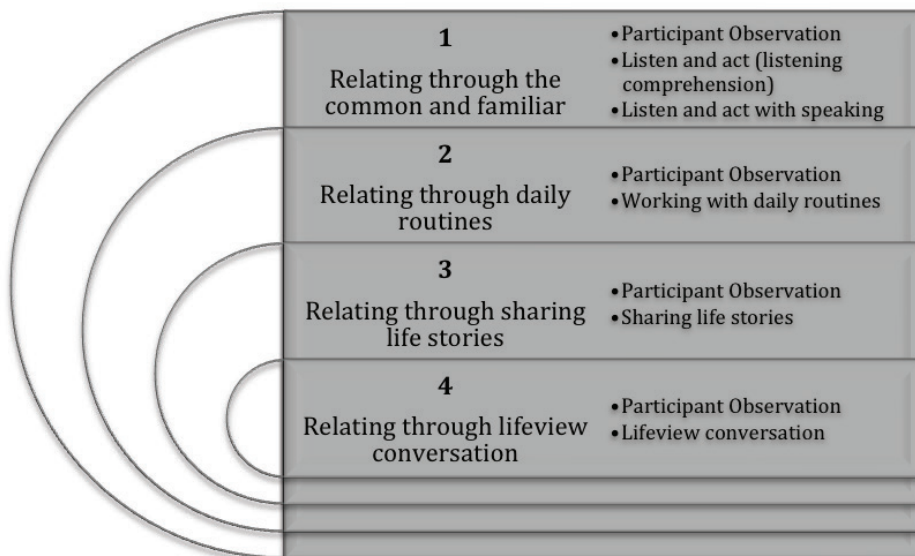 1
Relating through the
common and familiar
•Participant Observation
•Listen and act (listening
comprehension)
•Listen and act with speaking
2
Relating through daily
routines
•Participant Observation
•Working with daily routines
3
Relating through sharing
life stories
•Participant Observation
•Sharing life stories
4
Relating through lifeview
conversation
•Participant Observation
•Lifeview conversation